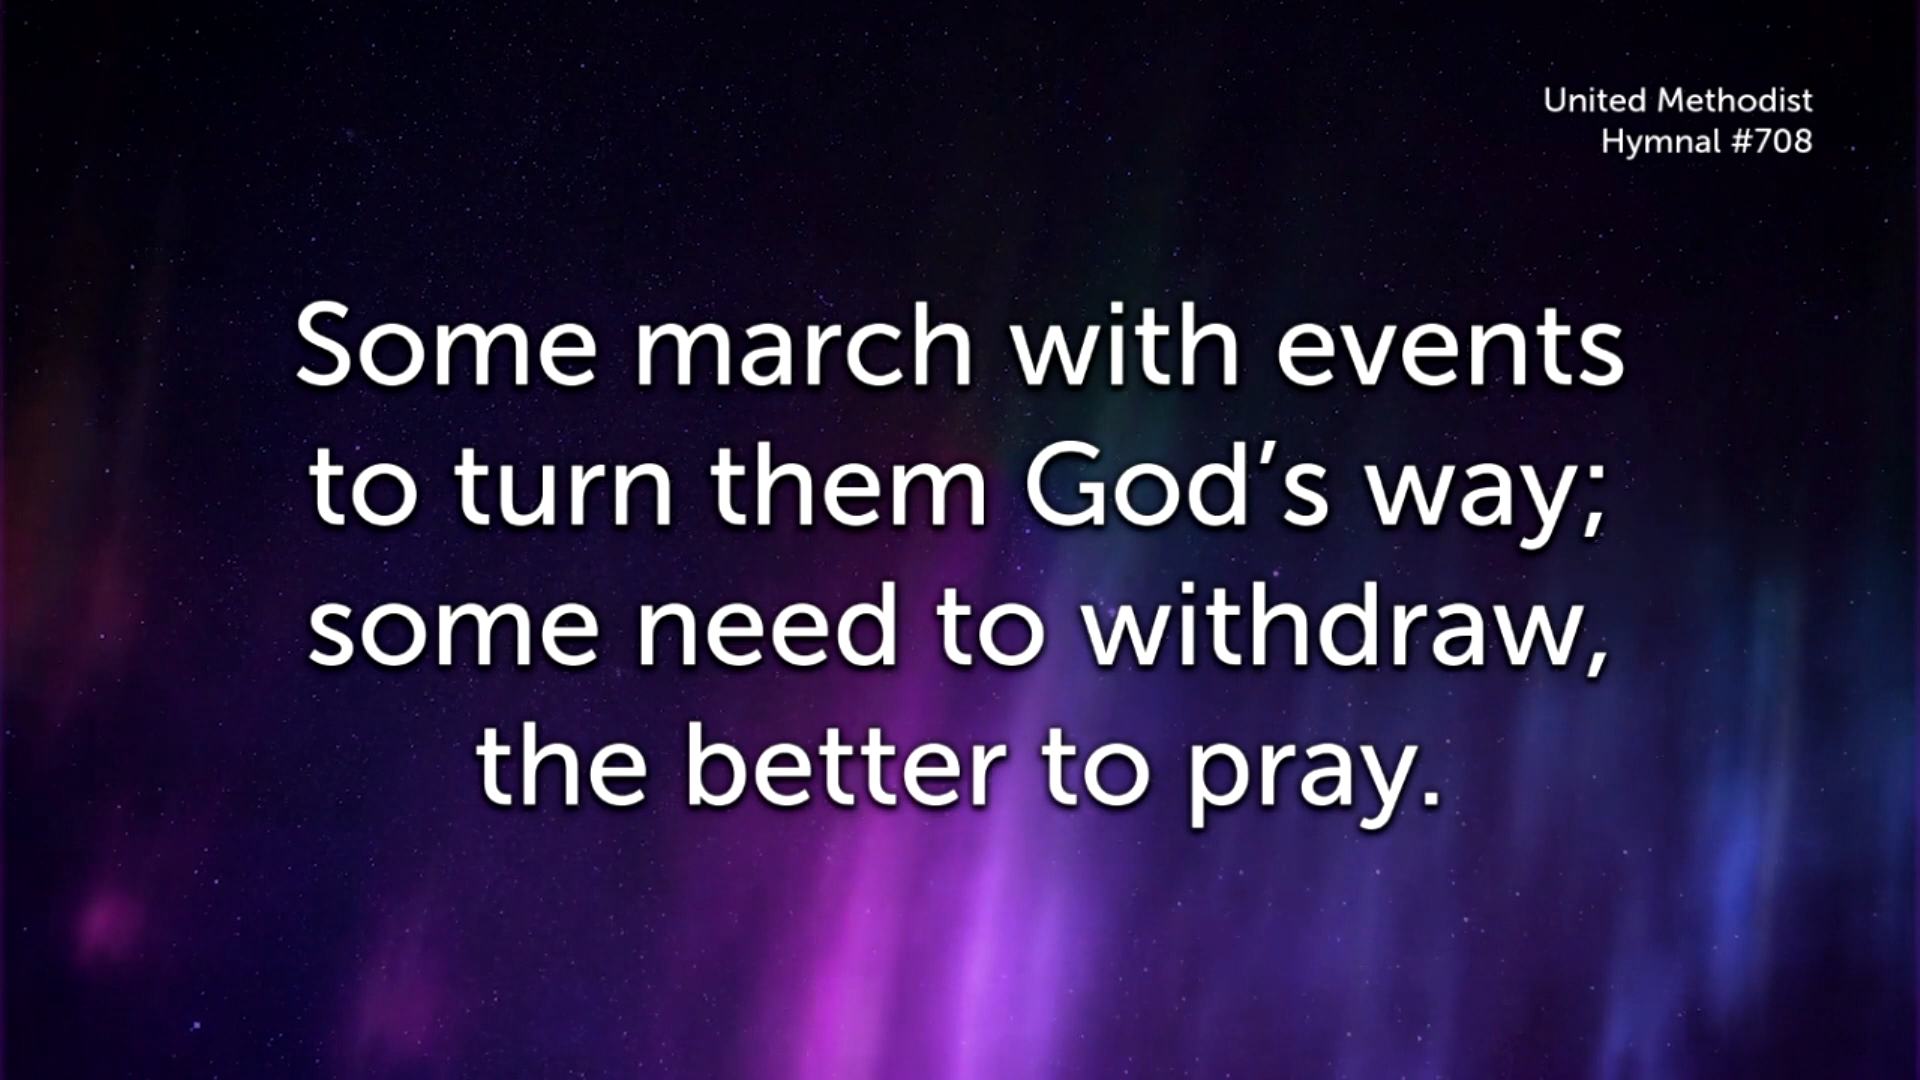 United Methodist
Hymnal #708
Some march with events
to turn them God’s way;
some need to withdraw,
the better to pray.